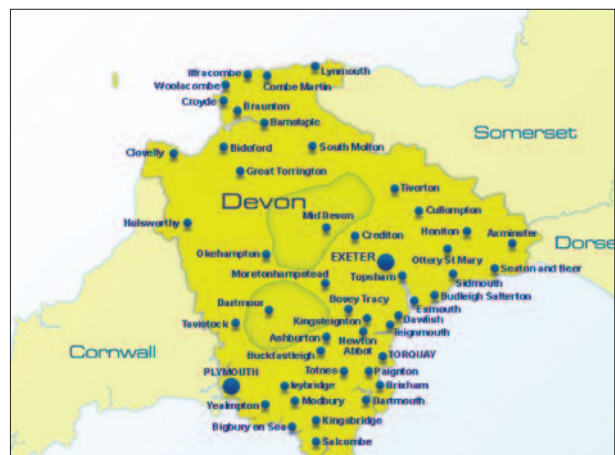 Lynmouth
Ilfracombe
Combe Martin
Woolacombe
Croyde
Braunton
Barnstaple
Somerset
Clovelly
Bideford
South Molton
Great Torrington
Tiverton
Devon
Cullompton
Holsworthy
Mid Devon
Crediton
Honiton
Axminster
Dorse
Okehampton
EXETER
Ottery St Mary
Moretonhampstead
Topsham
Seaton and Beer
Sidmouth
Budleigh Salterton
Dartmoor
Bovey Tracy
Exmouth
Tavistock
Kingsteignton
Dawlish
Teignmouth
Ashburton
Newton
Abbot
Cornwall
Buckfastleigh
TORQUAY
PLYMOUTH
Totnes
Paignton
Ivybridge
Brixham
Yealmpton
Modbury
Dartmouth
Bigbury on Sea
Kingsbridge
Salcombe